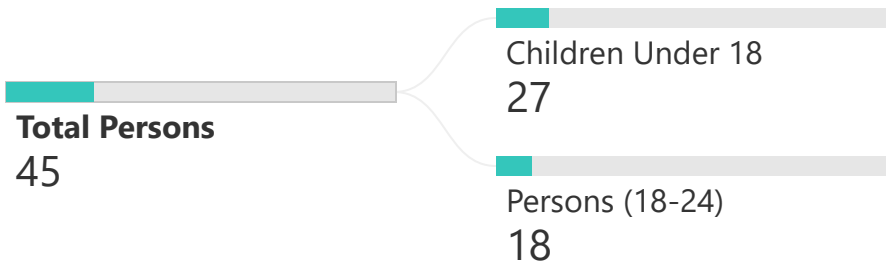 Total Persons
45
Children Under 18
27
Persons (18-24)
18